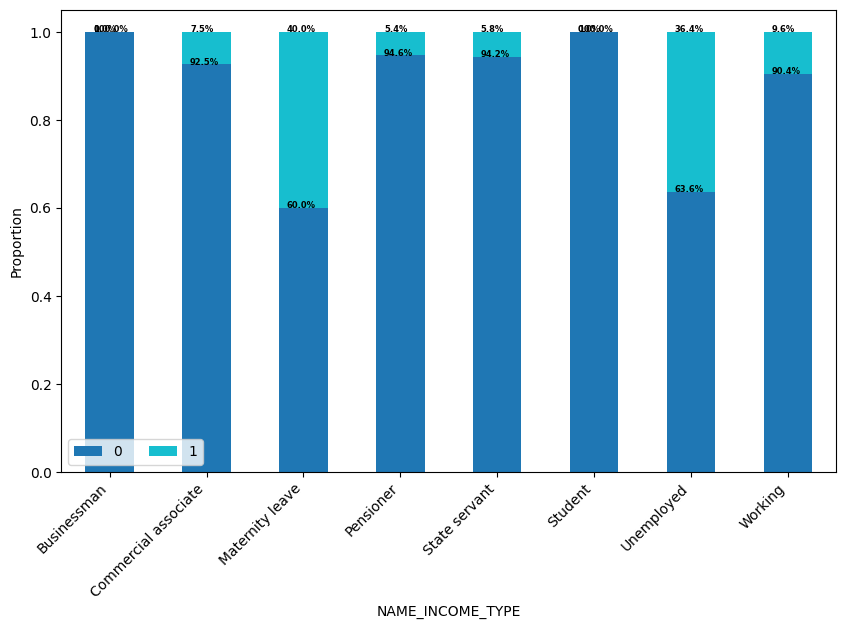 1.0
0.8
0.6
0.4
0.2
0.0
Proportion
7.5%
40.0%
5.4%
5.8%
36.4%
9.6%
92.5%
60.0%
94.6%
94.2%
63.6%
90.4%
0 1
Businessman
Commercial associate
Maternity leave
Pensioner
State servant
Student
Unemployed
Working
NAME_INCOME_TYPE